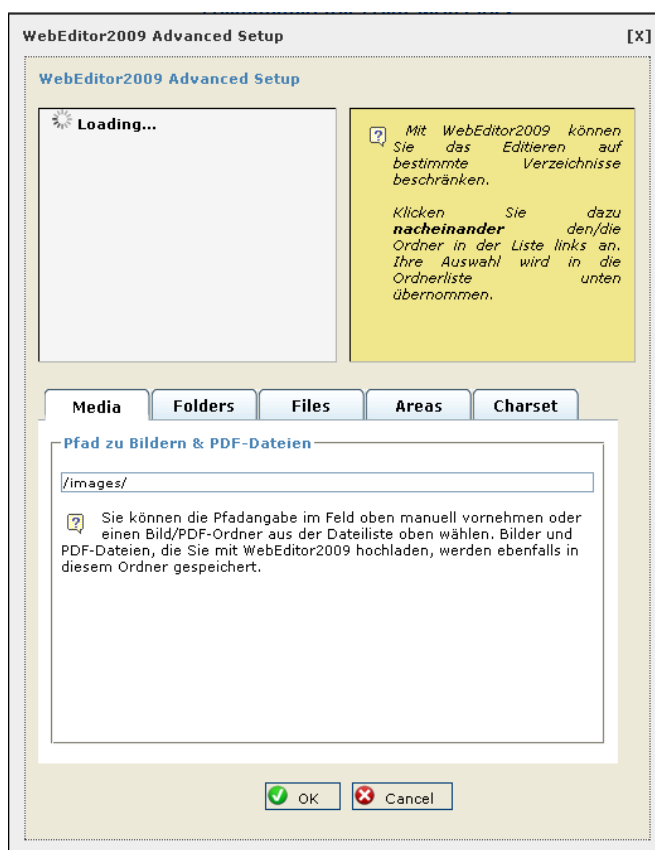 WebEditor2009 Advanced Setup [X]
WebEditor2009 Advanced Setup
Loading...
Mit WebEditor2009 können
Sie das Editieren auf
bestimmte Verzeichnisse
beschränken.
Klicken Sie dazu
nacheinander den/die
Ordner in der Liste links an.
Ihre Auswahl wird in die
Ordnerliste unten
übernommen.
Media Folders Files Areas Charset
Pfad zu Bildern & PDF-Dateien
/images/
Sie können die Pfadangabe im Feld oben manuell vornehmen oder
einen Bild/PDF-Ordner aus der Dateiliste oben wählen. Bilder und
PDF-Dateien, die Sie mit WebEditor2009 hochladen, werden ebenfalls in
diesem Ordner gespeichert.
OK Cancel